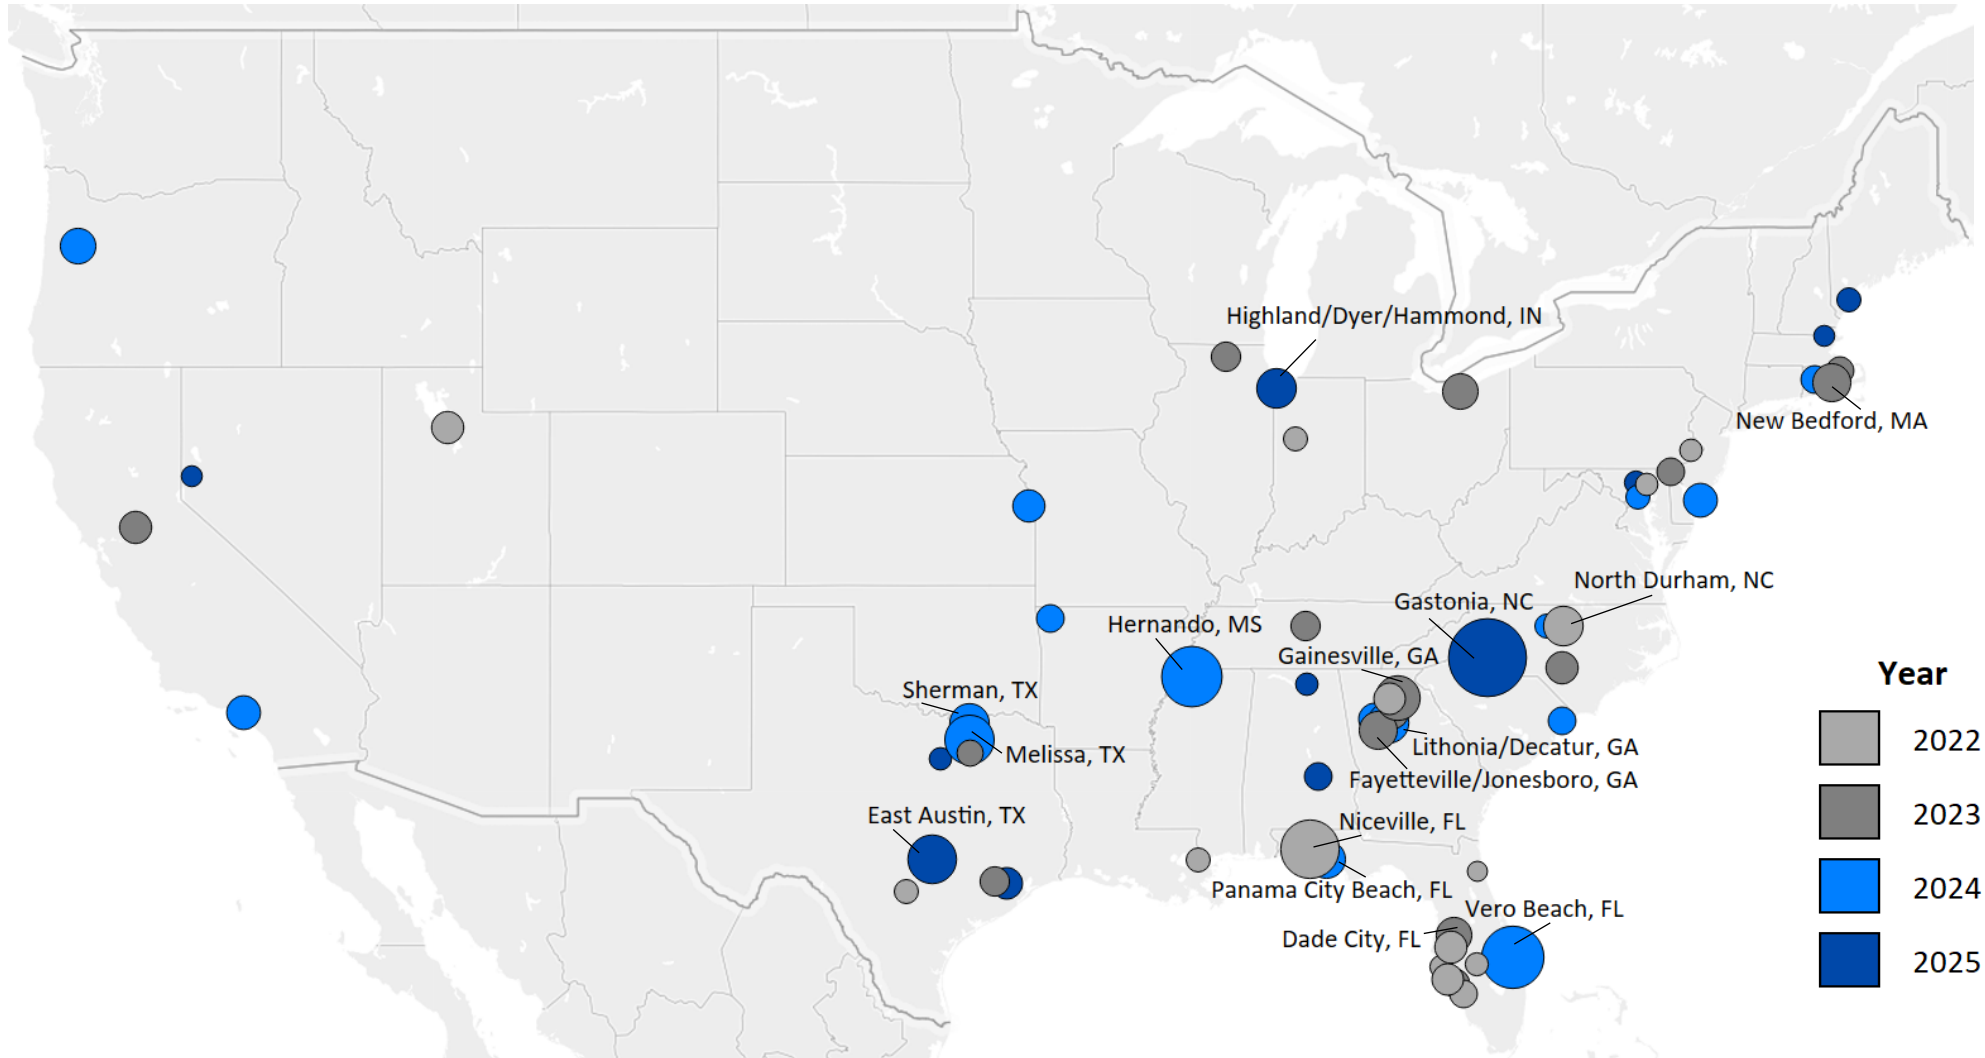 Highland/Dyer/Hammond, IN
New Bedford, MA
North Durham, NC
Gastonia, NC
Hernando, MS
Gainesville, GA
Sherman, TX
Melissa, TX
Lithonia/Decatur, GA
Fayetteville/Jonesboro, GA
East Austin, TX
Niceville, FL
Panama City Beach, FL
Vero Beach, FL
Dade City, FL
Year
2022
2023
2024
2025